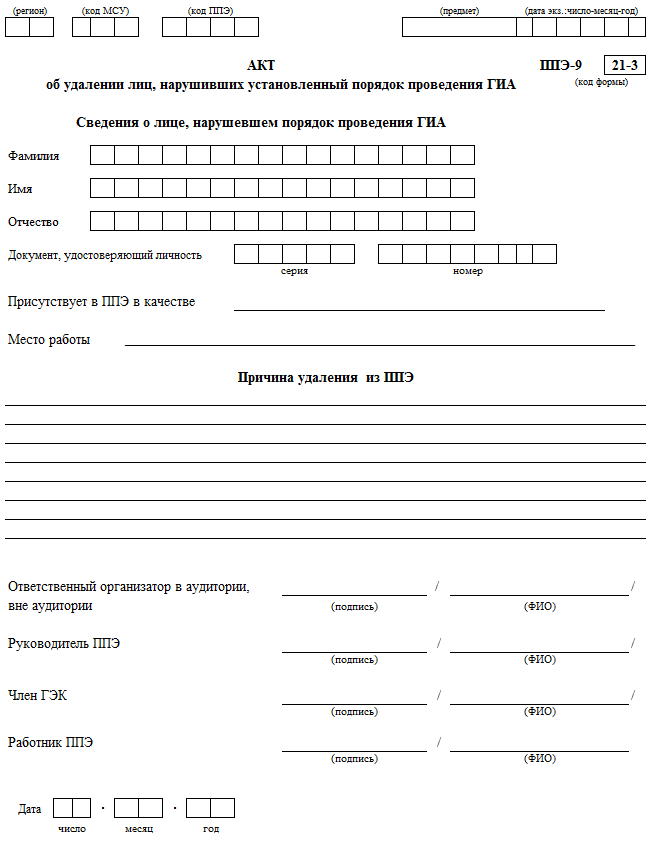 (регион) (код МСУ) (код ППЭ) (предмет) (дата экз.:число-месяц-год)
АКТ ППЭ-9 21-3
об удалении лиц, нарушивших установленный порядок проведения ГИА (код формы)
Сведения о лице, нарушевшем порядок проведения ГИА
Фамилия
Имя
Отчество
Документ, удостоверяющий личность
серия номер
Присутствует в ППЭ в качестве
Место работы
Причина удаления из ППЭ
Ответственный организатор в аудитории, / /
вне аудитории (подпись) (ФИО)
Руководитель ППЭ / /
(подпись) (ФИО)
Член ГЭК / /
(подпись) (ФИО)
Работник ППЭ /
(подпись) (ФИО)
Дата . .
число месяц год